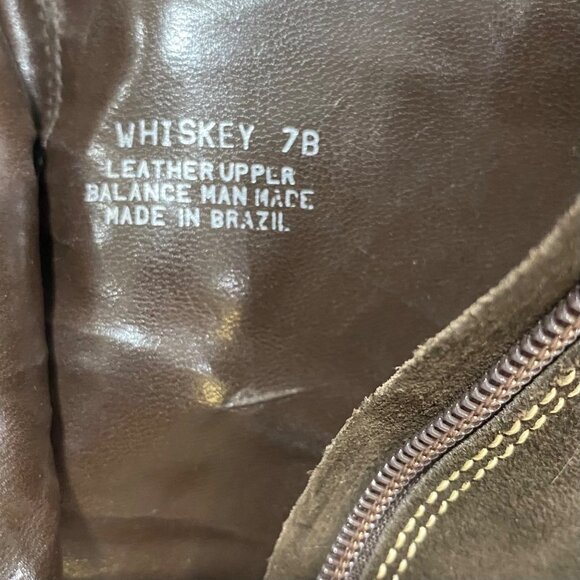 WHISKEY 7B
LEATHER UPPER
BALANCE MAN MADE
MADE IN BRAZIL